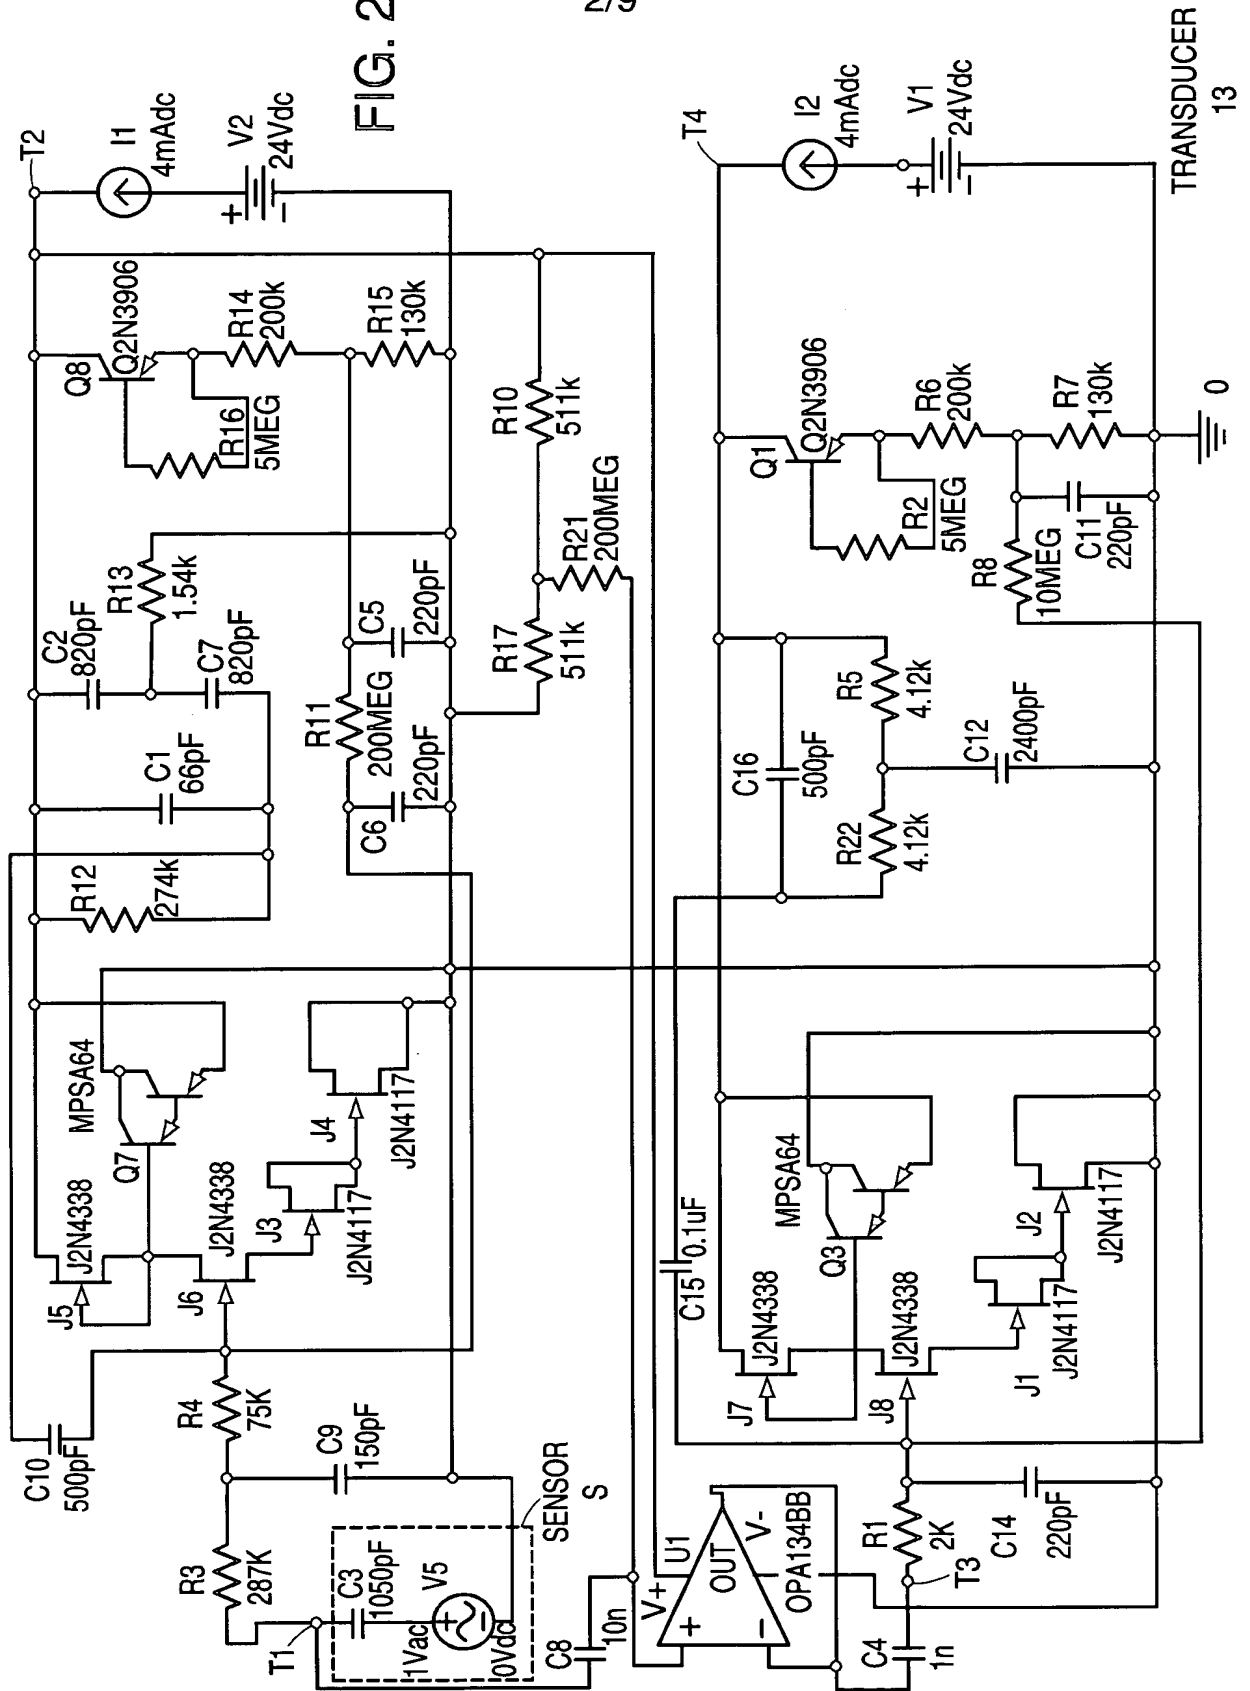 2/9
FIG. 2
T2
I1
4mAdc
V2
24Vdc
+
-
Q8
Q2N3906
R16
5MEG
R14
200k
R15
130k
R13
1.54k
C2
820pF
C7
820pF
C1
66pF
R12
274k
R11
200MEG
C5
220pF
C6
220pF
R10
511k
R17
511k
R21
200MEG
MPSA64
Q7
J5
J2N4338
J6
J2N4338
J3
J2N4117
J4
J2N4117
C10
500pF
R4
75K
R3
287K
C9
150pF
T1
C3
1050pF
V5
1Vac
0Vdc
+
-
SENSOR
S
C8
10n
T4
I2
4mAdc
V1
24Vdc
+
-
TRANSDUCER
13
Q1
Q2N3906
R2
5MEG
R6
200k
R7
130k
0
R8
10MEG
C11
220pF
R5
4.12k
R22
4.12k
C16
500pF
C12
2400pF
C15
0.1uF
MPSA64
Q3
J7
J2N4338
J8
J2N4338
J1
J2N4117
J2
J2N4117
U1
V+
V-
OUT
+
-
OPA134BB
R1
2K
T3
C14
220pF
C4
1n